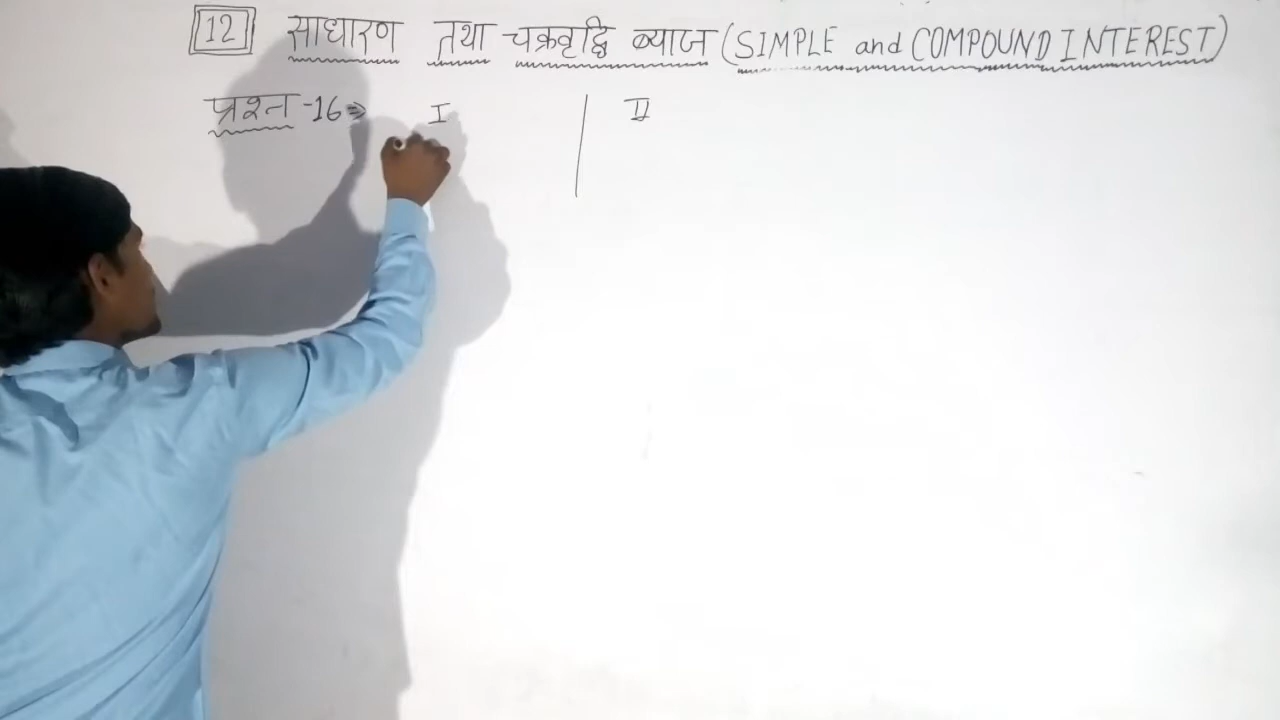 12 साधारण तथा चक्रवृद्धि ब्याज (SIMPLE and COMPOUND INTEREST)
प्रश्न -16 ⇒ I | II